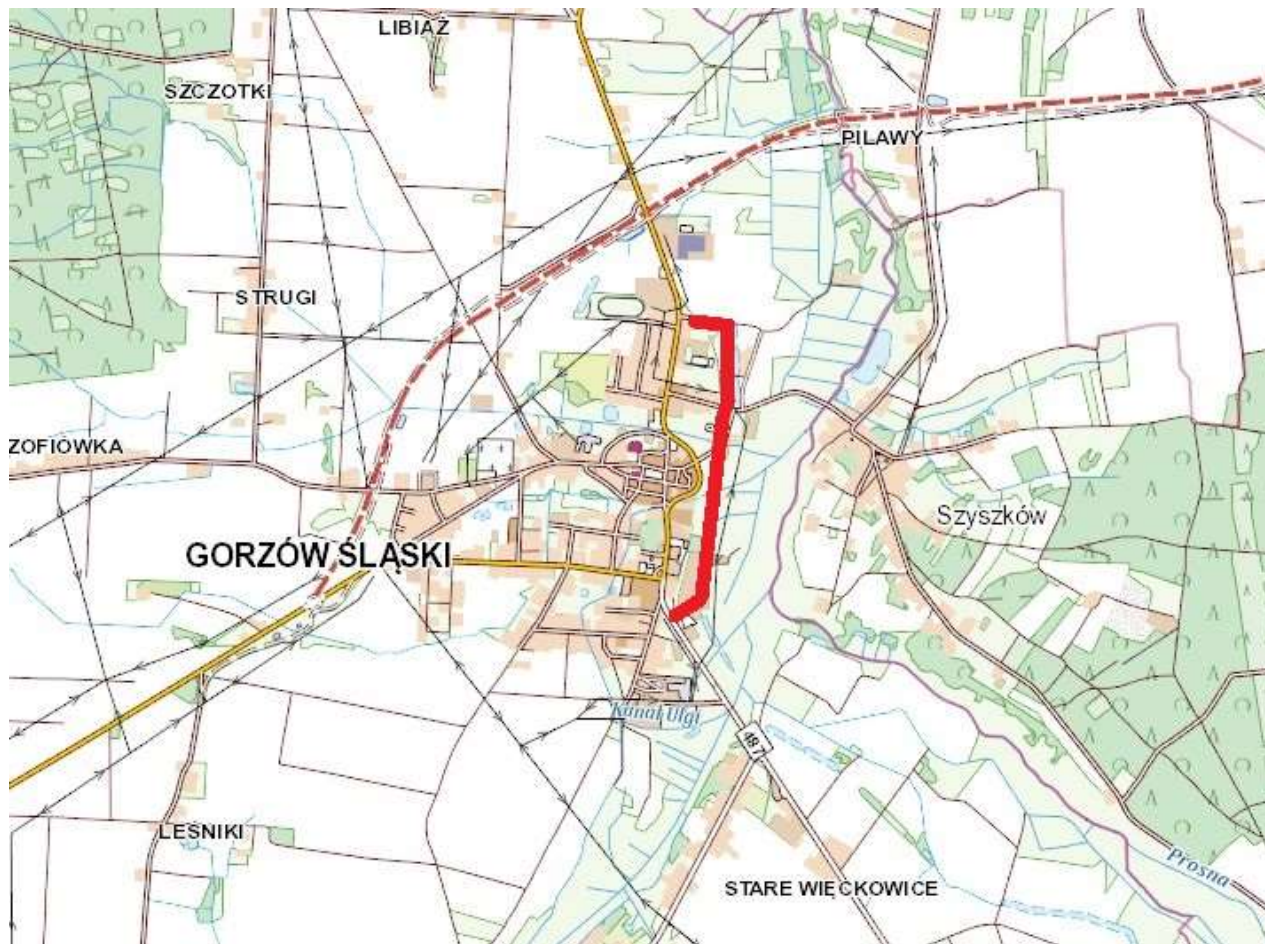 LIBIĄŻ
SZCZOTKI
PILAWY
STRUGI
ZOFIÓWKA
Szyszków
GORZÓW ŚLĄSKI
Kanał Ulgi
487
LEŚNIKI
Prosna
STARE WIĘCKOWICE